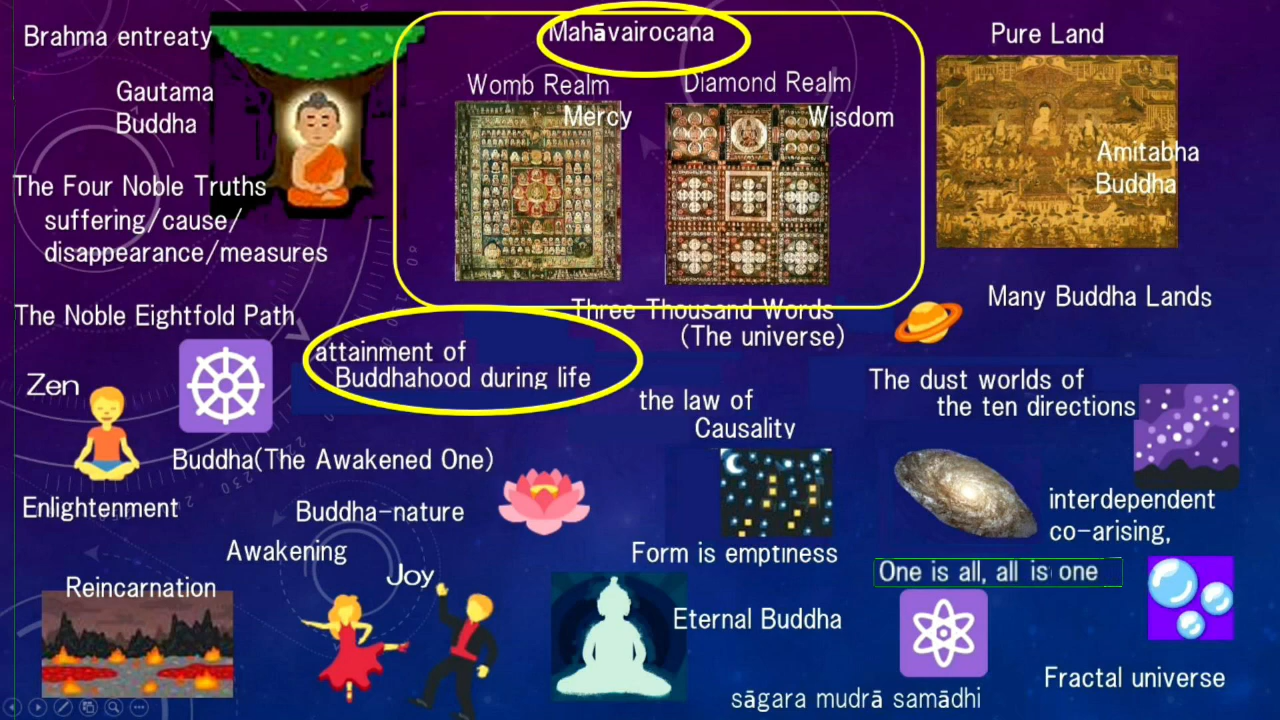 Brahma entreaty
Gautama
Buddha
The Four Noble Truths
suffering/cause/
disappearance/measures
The Noble Eightfold Path
Mahāvairocana
Womb Realm
Mercy
Diamond Realm
Wisdom
Pure Land
Amitabha
Buddha
Three Thousand Words
(The universe)
Many Buddha Lands
attainment of
Buddhahood during life
Zen
Buddha(The Awakened One)
Enlightenment
Buddha-nature
Awakening
Joy
Reincarnation
the law of
Causality
The dust worlds of
the ten directions
interdependent
co-arising,
Form is emptiness
One is all, all is one
Eternal Buddha
sāgara mudrā samādhi
Fractal universe